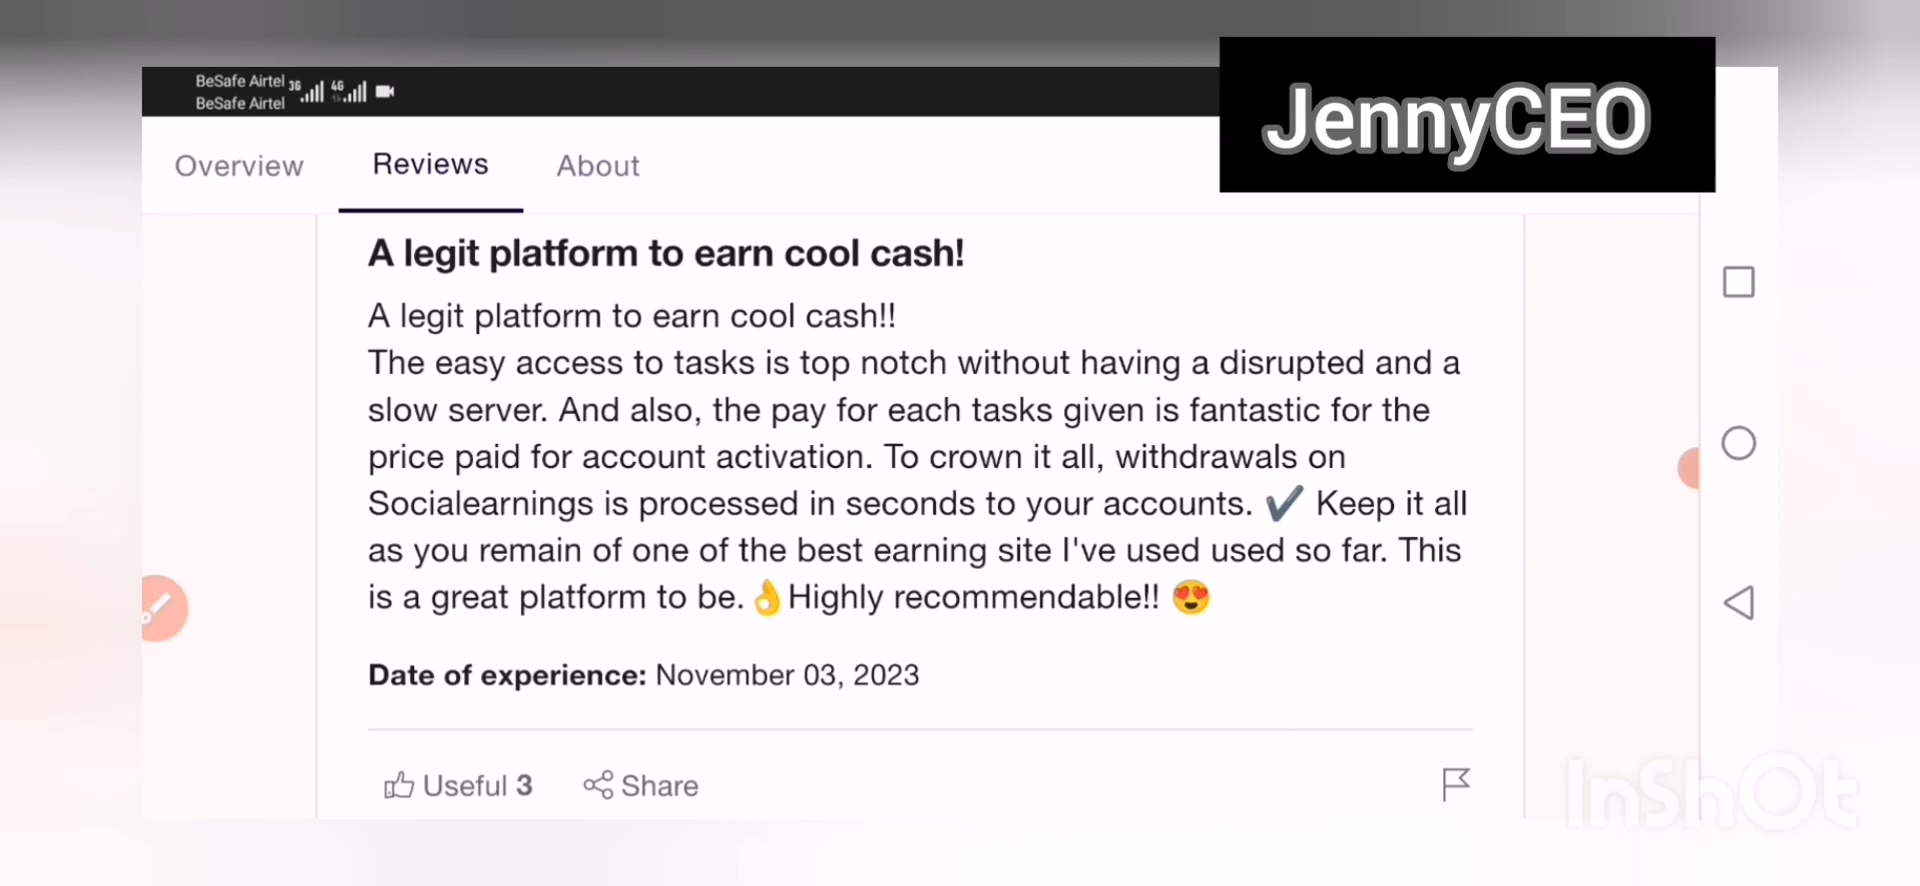 BeSafe Airtel 3G 4G
BeSafe Airtel
JennyCEO
Overview Reviews About
A legit platform to earn cool cash!
A legit platform to earn cool cash!!
The easy access to tasks is top notch without having a disrupted and a
slow server. And also, the pay for each tasks given is fantastic for the
price paid for account activation. To crown it all, withdrawals on
Socialearnings is processed in seconds to your accounts. ✔️ Keep it all
as you remain of one of the best earning site I've used used so far. This
is a great platform to be.👌Highly recommendable!! 😍
Date of experience: November 03, 2023
Useful 3 Share
InShOt